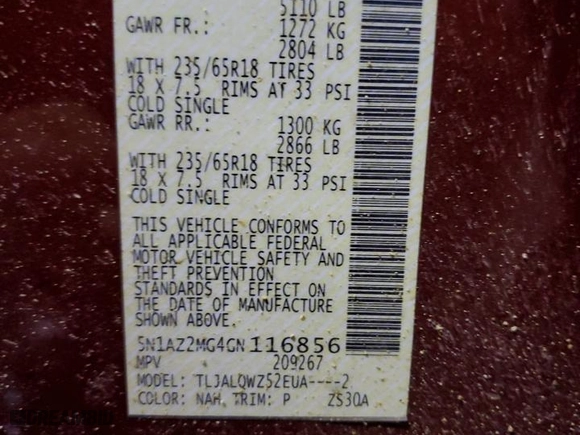 5110 LB
GAWR FR.: 1272 KG
2804 LB
WITH 235/65R18 TIRES
18 X 7.5 RIMS AT 33 PSI
COLD SINGLE
GAWR RR.: 1300 KG
2866 LB
WITH 235/65R18 TIRES
18 X 7.5 RIMS AT 33 PSI
COLD SINGLE
THIS VEHICLE CONFORMS TO
ALL APPLICABLE FEDERAL
MOTOR VEHICLE SAFETY AND
THEFT PREVENTION
STANDARDS IN EFFECT ON
THE DATE OF MANUFACTURE
SHOWN ABOVE.
5N1AZ2MG4GN116856
MPV 209267
MODEL: TLJALQWZ52EUA----2
COLOR: NAH TRIM: P ZS30A